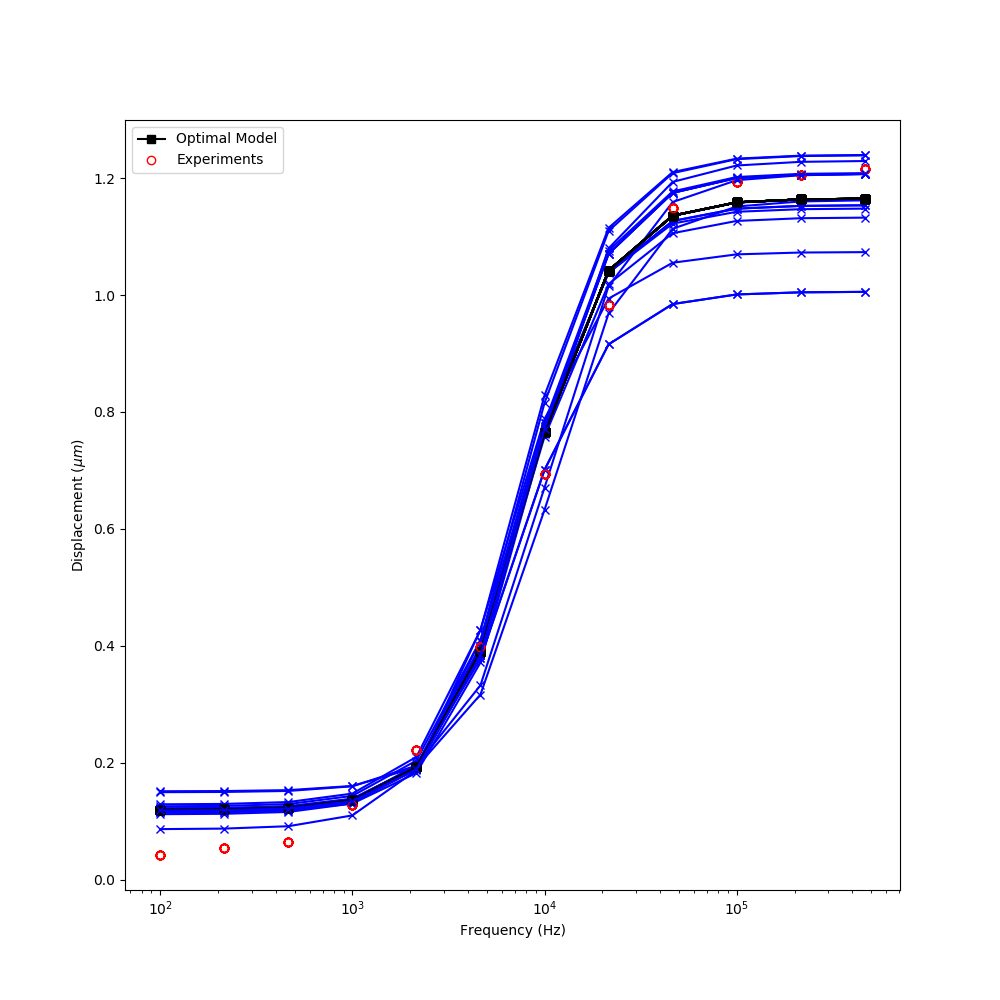 Optimal Model
Experiments
1.2
1.0
0.8
0.6
0.4
0.2
0.0
Displacement (μm)
10²
10³
10⁴
10⁵
Frequency (Hz)